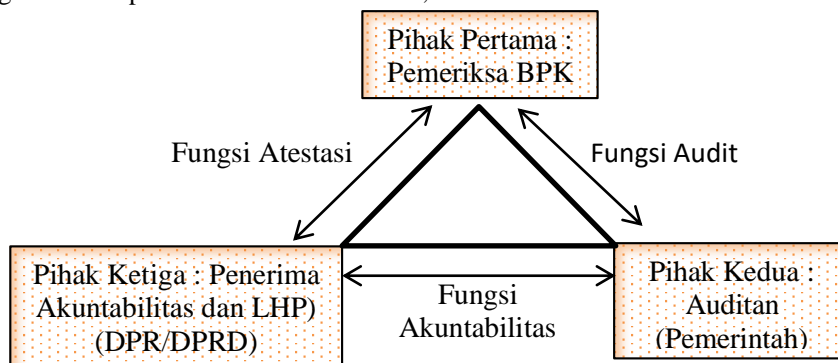 Pihak Pertama :
Pemeriksa BPK
Fungsi Atestasi
Fungsi Audit
Pihak Ketiga : Penerima
Akuntabilitas dan LHP)
(DPR/DPRD)
Fungsi
Akuntabilitas
Pihak Kedua :
Auditan
(Pemerintah)